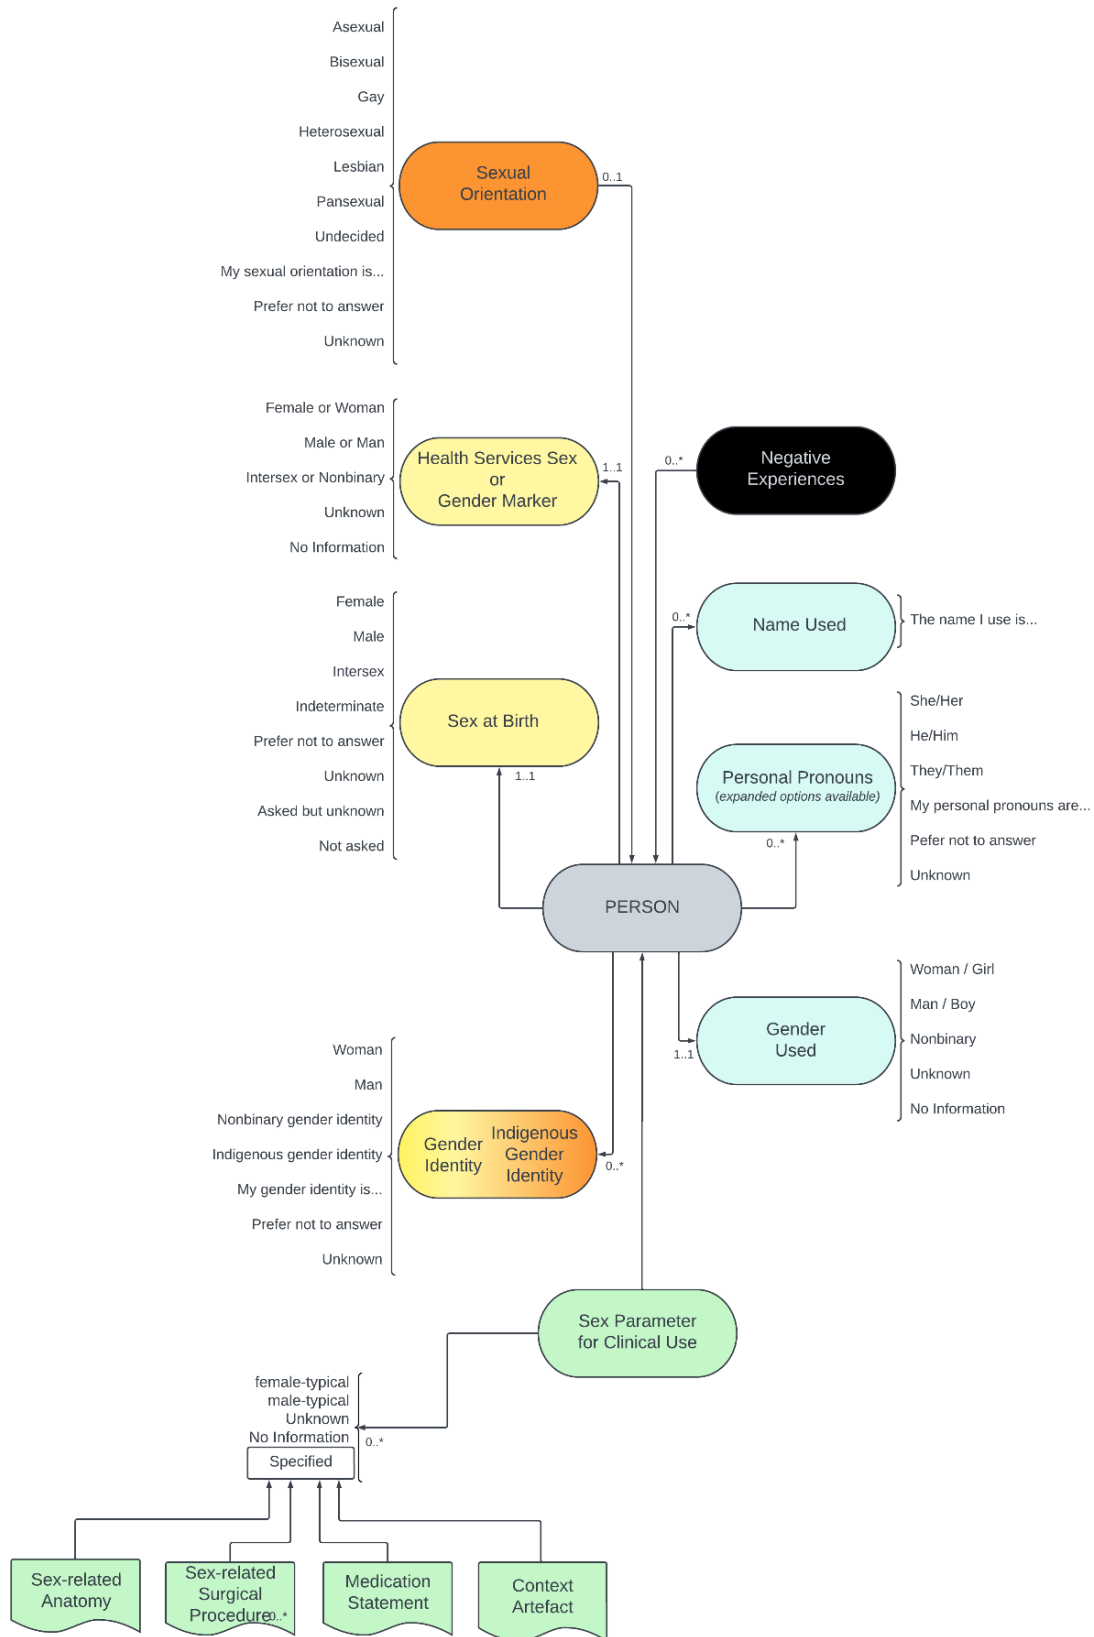 Asexual
Bisexual
Gay
Heterosexual
Lesbian
Pansexual
Undecided
My sexual orientation is...
Prefer not to answer
Unknown
Sexual
Orientation
0..1
Female or Woman
Male or Man
Intersex or Nonbinary
Unknown
No Information
Health Services Sex
or
Gender Marker
1..1
Negative
Experiences
0..*
Name Used
0..*
The name I use is...
Female
Male
Intersex
Indeterminate
Prefer not to answer
Unknown
Asked but unknown
Not asked
Sex at Birth
1..1
Personal Pronouns
(expanded options available)
0..*
She/Her
He/Him
They/Them
My personal pronouns are...
Pefer not to answer
Unknown
PERSON
Gender
Used
1..1
Woman / Girl
Man / Boy
Nonbinary
Unknown
No Information
Woman
Man
Nonbinary gender identity
Indigenous gender identity
My gender identity is...
Prefer not to answer
Unknown
Gender
Identity
Indigenous
Gender
Identity
0..*
Sex Parameter
for Clinical Use
female-typical
male-typical
Unknown
No Information
Specified
0..*
Sex-related
Anatomy
Sex-related
Surgical
Procedure
0..*
Medication
Statement
Context
Artefact